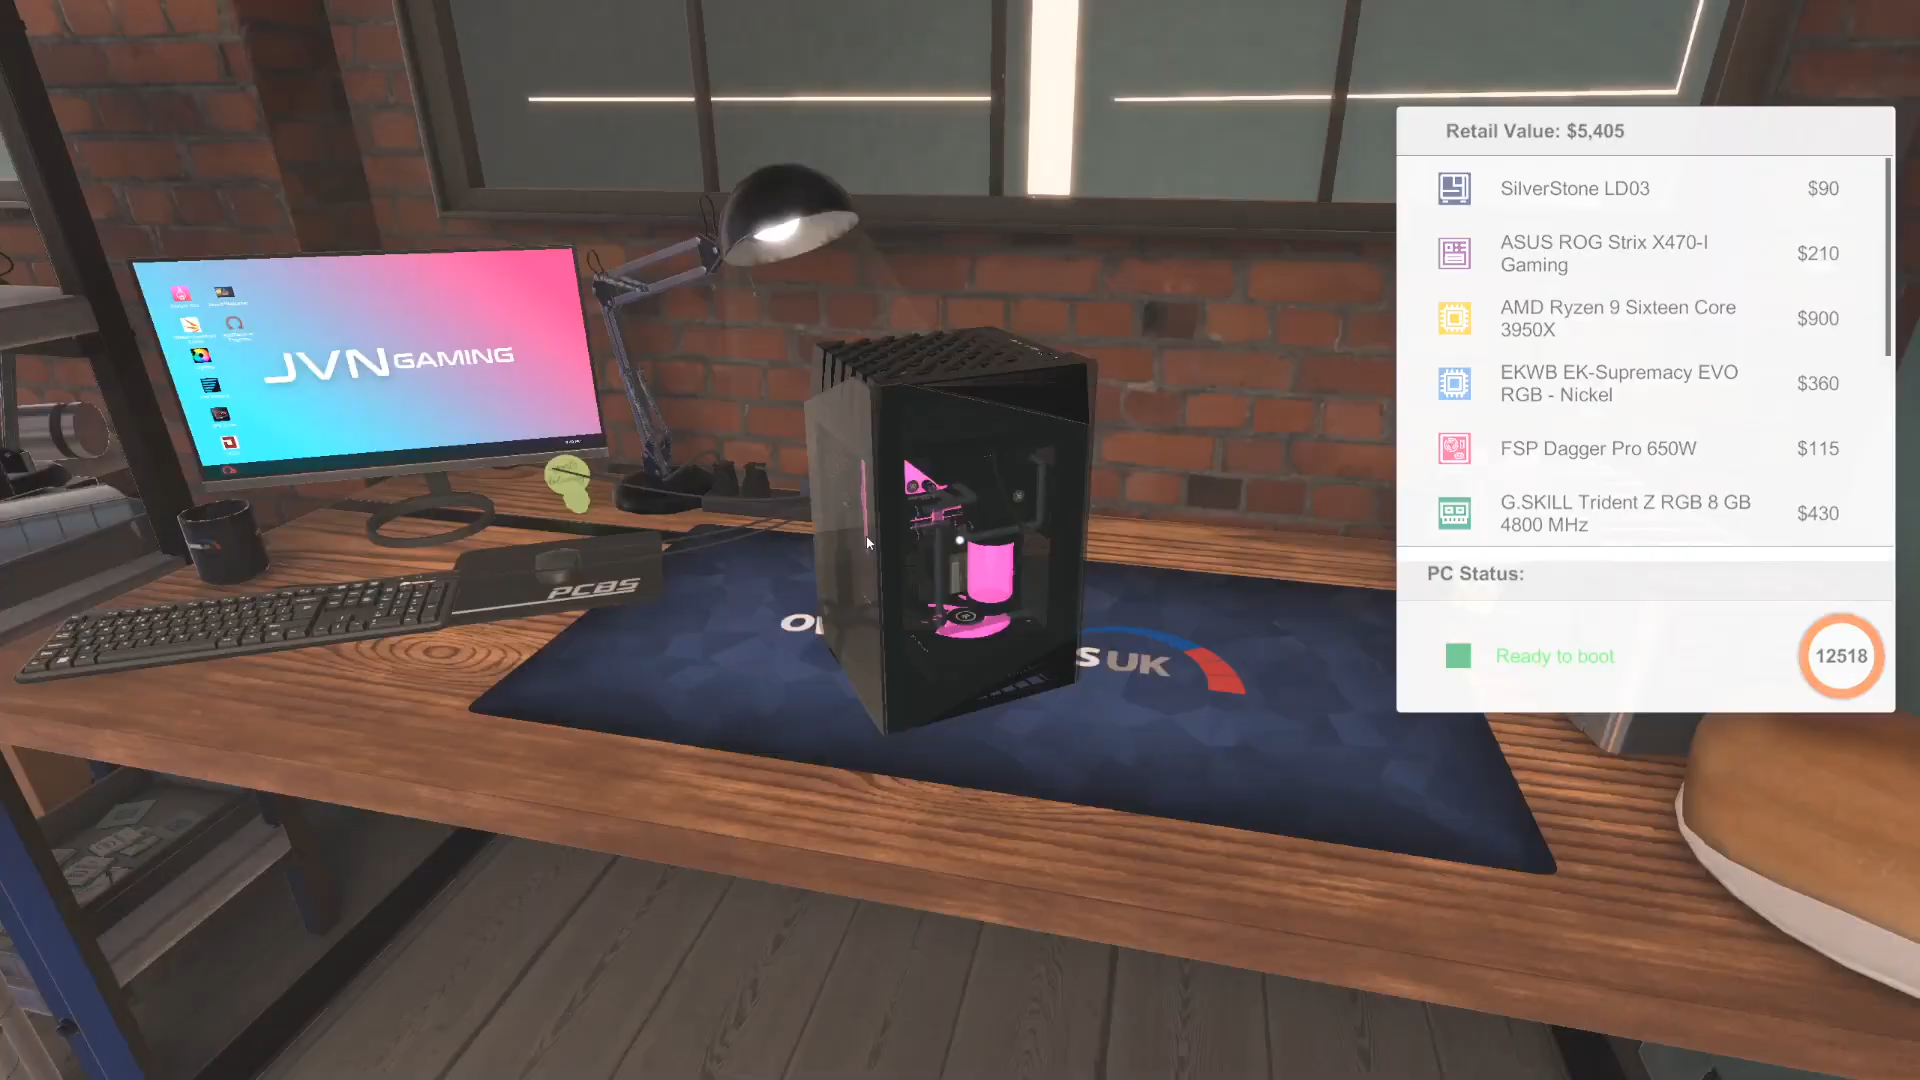 Retail Value: $5,405
SilverStone LD03 $90
ASUS ROG Strix X470-I
Gaming $210
AMD Ryzen 9 Sixteen Core
3950X $900
EKWB EK-Supremacy EVO
RGB - Nickel $360
FSP Dagger Pro 650W $115
G.SKILL Trident Z RGB 8 GB
4800 MHz $430
PC Status:
Ready to boot 12518
JVN GAMING
PCBS
S UK